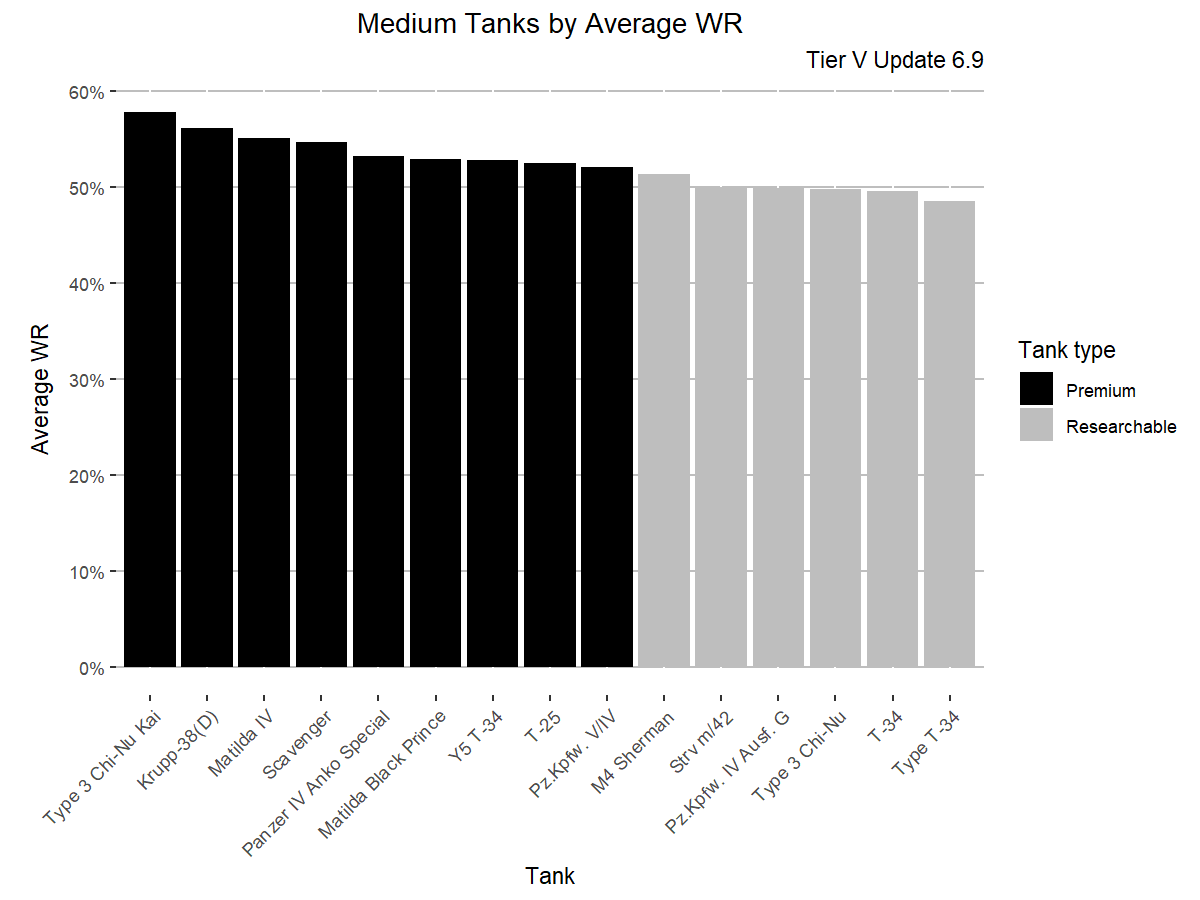 Medium Tanks by Average WR
Tier V Update 6.9
60%
50%
40%
30%
20%
10%
0%
Average WR
Type 3 Chi-Nu Kai
Krupp-38(D)
Matilda IV
Scavenger
Panzer IV Anko Special
Matilda Black Prince
Y5 T-34
T-25
Pz.Kpfw. V/IV
M4 Sherman
Strv m/42
Pz.Kpfw. IV Ausf. G
Type 3 Chi-Nu
T-34
Type T-34
Tank
Tank type
Premium
Researchable